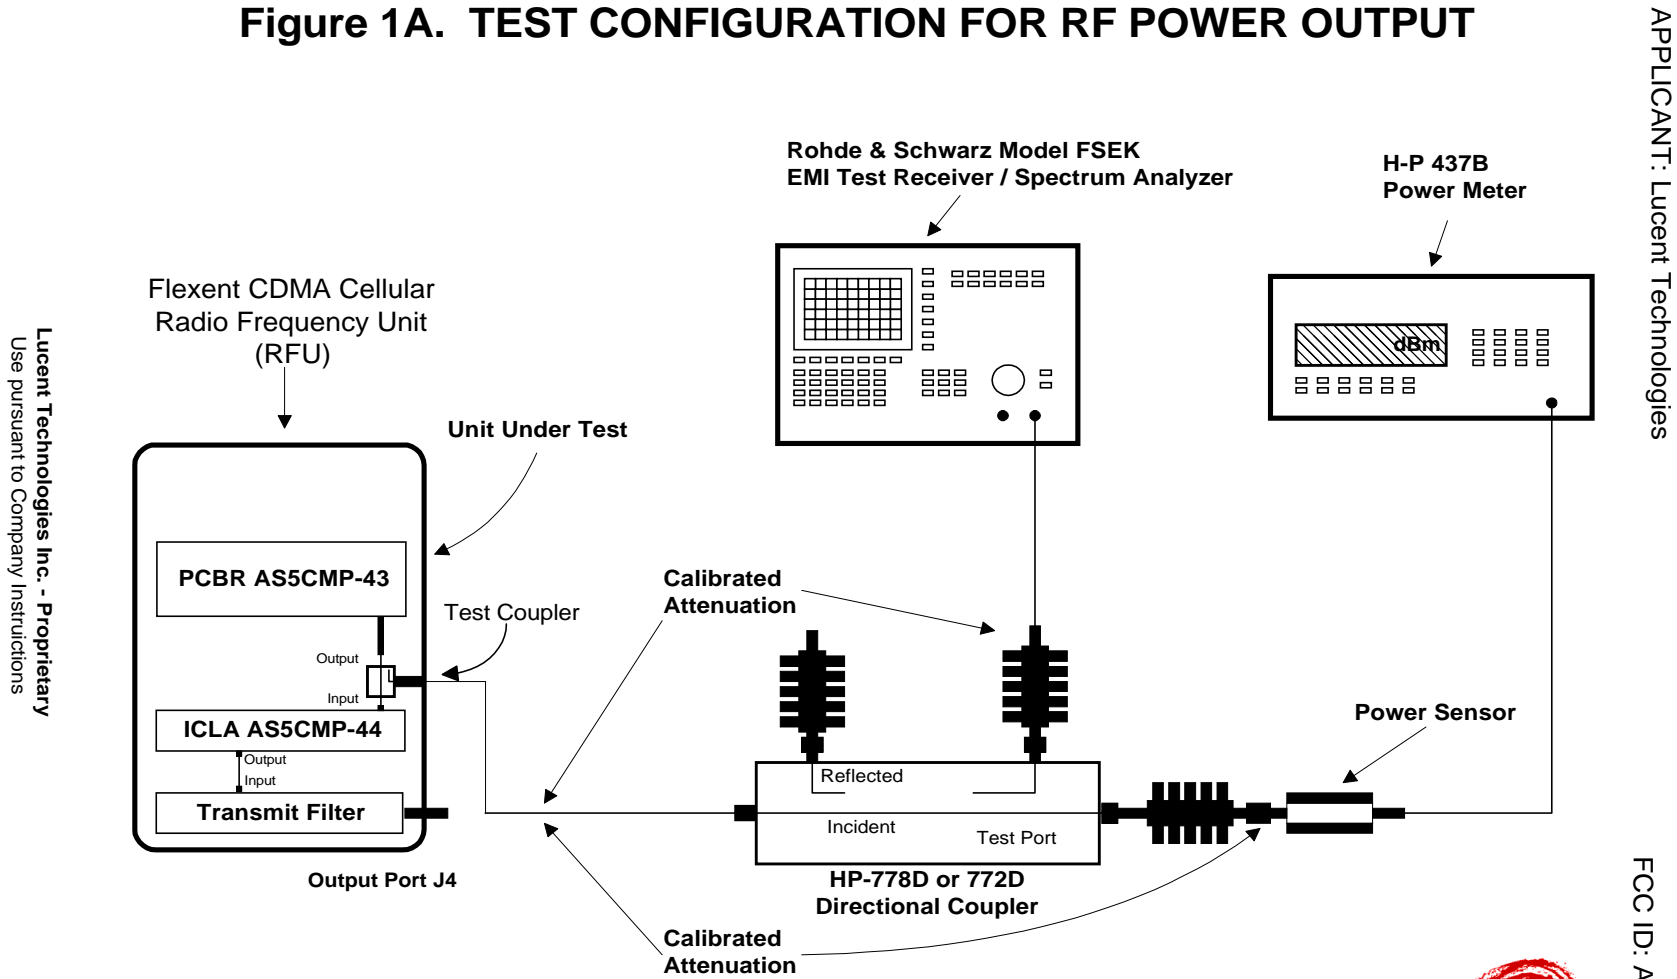 Figure 1A. TEST CONFIGURATION FOR RF POWER OUTPUT
APPLICANT: Lucent Technologies
Rohde & Schwarz Model FSEK
EMI Test Receiver / Spectrum Analyzer
H-P 437B
Power Meter
dBm
Flexent CDMA Cellular
Radio Frequency Unit
(RFU)
Lucent Technologies Inc. - Proprietary
Use pursuant to Company Instruictions
Unit Under Test
PCBR AS5CMP-43
Calibrated
Attenuation
Test Coupler
Output
Input
ICLA AS5CMP-44
Output
Input
Transmit Filter
Output Port J4
Power Sensor
Reflected
Incident
Test Port
HP-778D or 772D
Directional Coupler
Calibrated
Attenuation
FCC ID: A